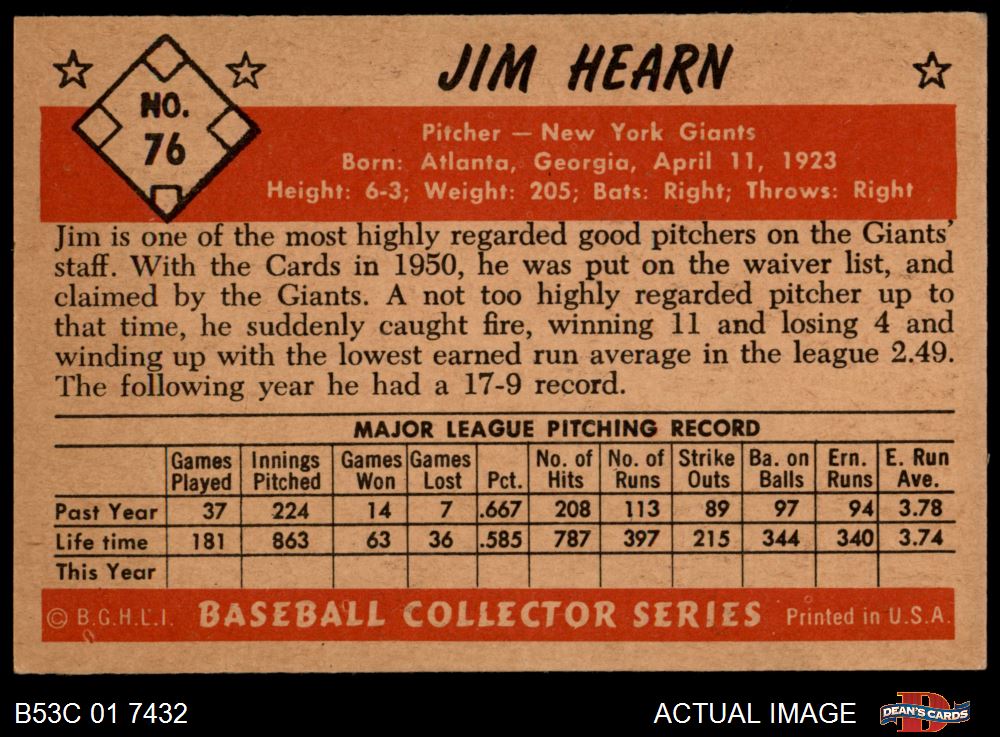 JIM HEARN
NO.
76
Pitcher — New York Giants
Born: Atlanta, Georgia, April 11, 1923
Height: 6-3; Weight: 205; Bats: Right; Throws: Right
Jim is one of the most highly regarded good pitchers on the Giants'
staff. With the Cards in 1950, he was put on the waiver list, and
claimed by the Giants. A not too highly regarded pitcher up to
that time, he suddenly caught fire, winning 11 and losing 4 and
winding up with the lowest earned run average in the league 2.49.
The following year he had a 17-9 record.
MAJOR LEAGUE PITCHING RECORD
Games Innings Games Games No. of No. of Strike Ba. on Ern. E. Run
Played Pitched Won Lost Pct. Hits Runs Outs Balls Runs Ave.
Past Year 37 224 14 7 .667 208 113 89 97 94 3.78
Life time 181 863 63 36 .585 787 397 215 344 340 3.74
This Year
© B.G.H.L.I. BASEBALL COLLECTOR SERIES Printed in U.S.A.
B53C 01 7432 ACTUAL IMAGE DEAN'S CARDS